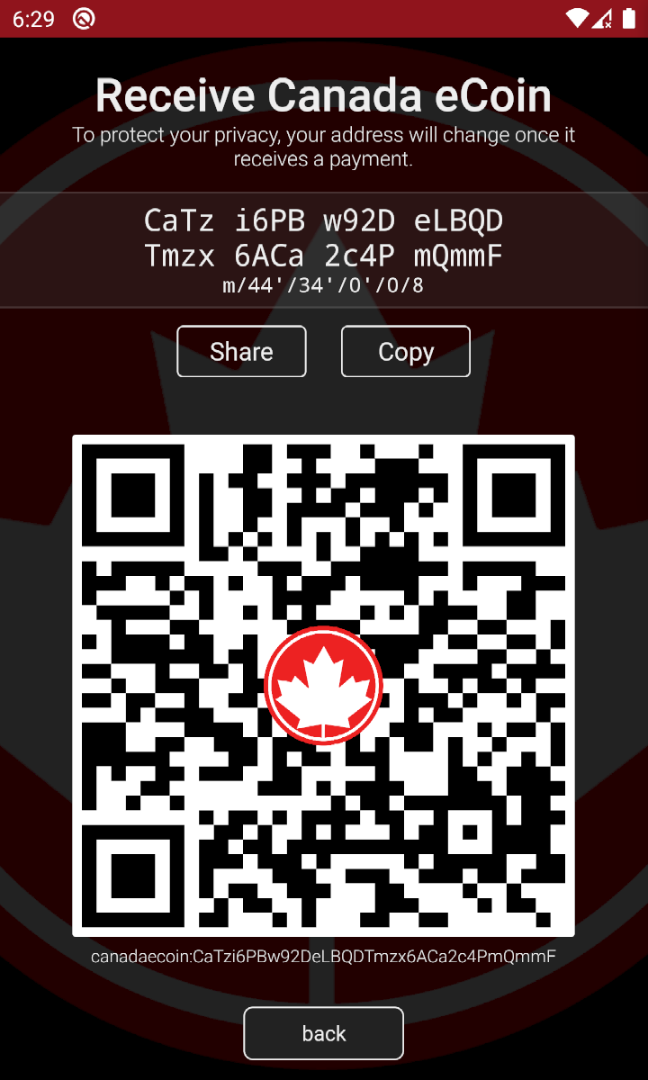 6:29
Receive Canada eCoin
To protect your privacy, your address will change once it
receives a payment.
CaTz i6PB w92D eLBQD
Tmzx 6ACa 2c4P mQmmF
m/44'/34'/0'/0/8
Share Copy
canadaecoin:CaTzi6PBw92DeLBQDTmzx6ACa2c4PmQmmF
back